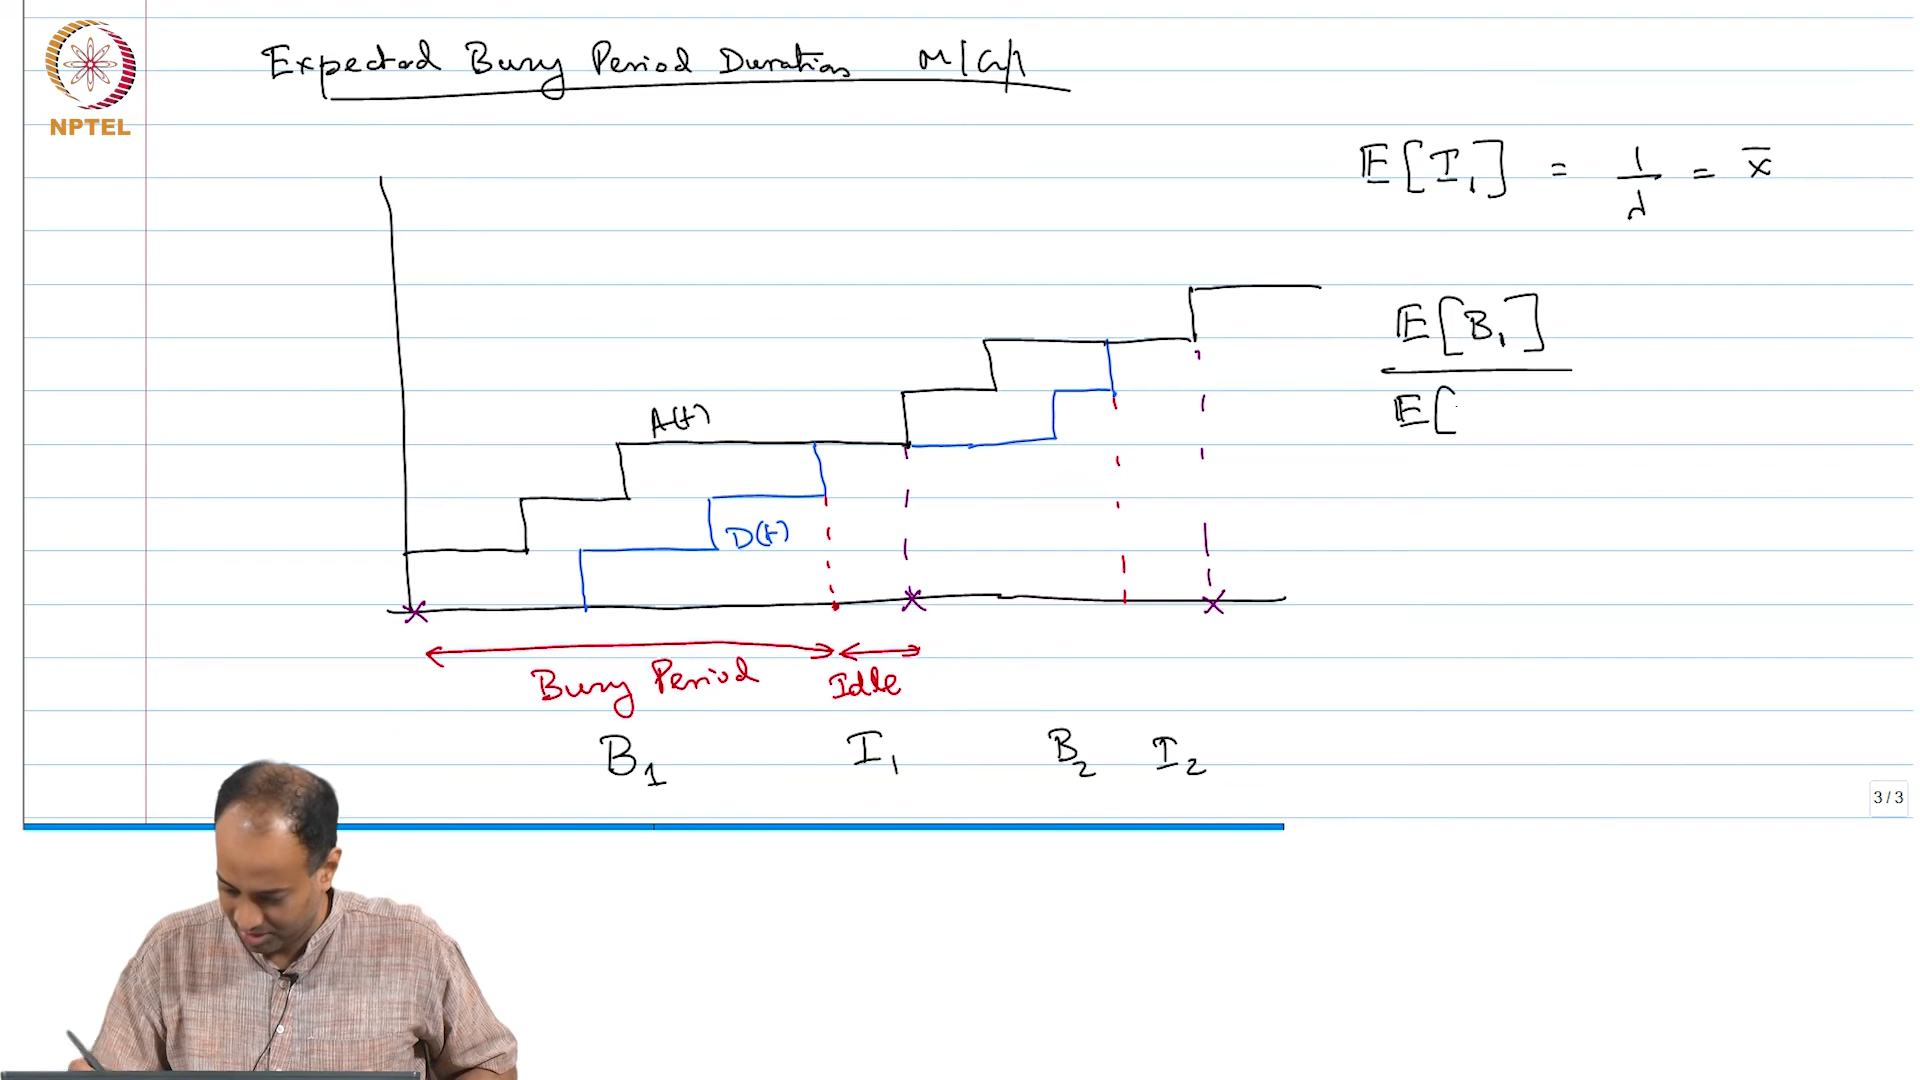 Expected Busy Period Duration M/G/1
NPTEL
E[I₁] = 1/λ = x̄
E[B₁]
E[
A(t)
D(t)
Busy Period
Idle
B₁ I₁ B₂ I₂
3 / 3